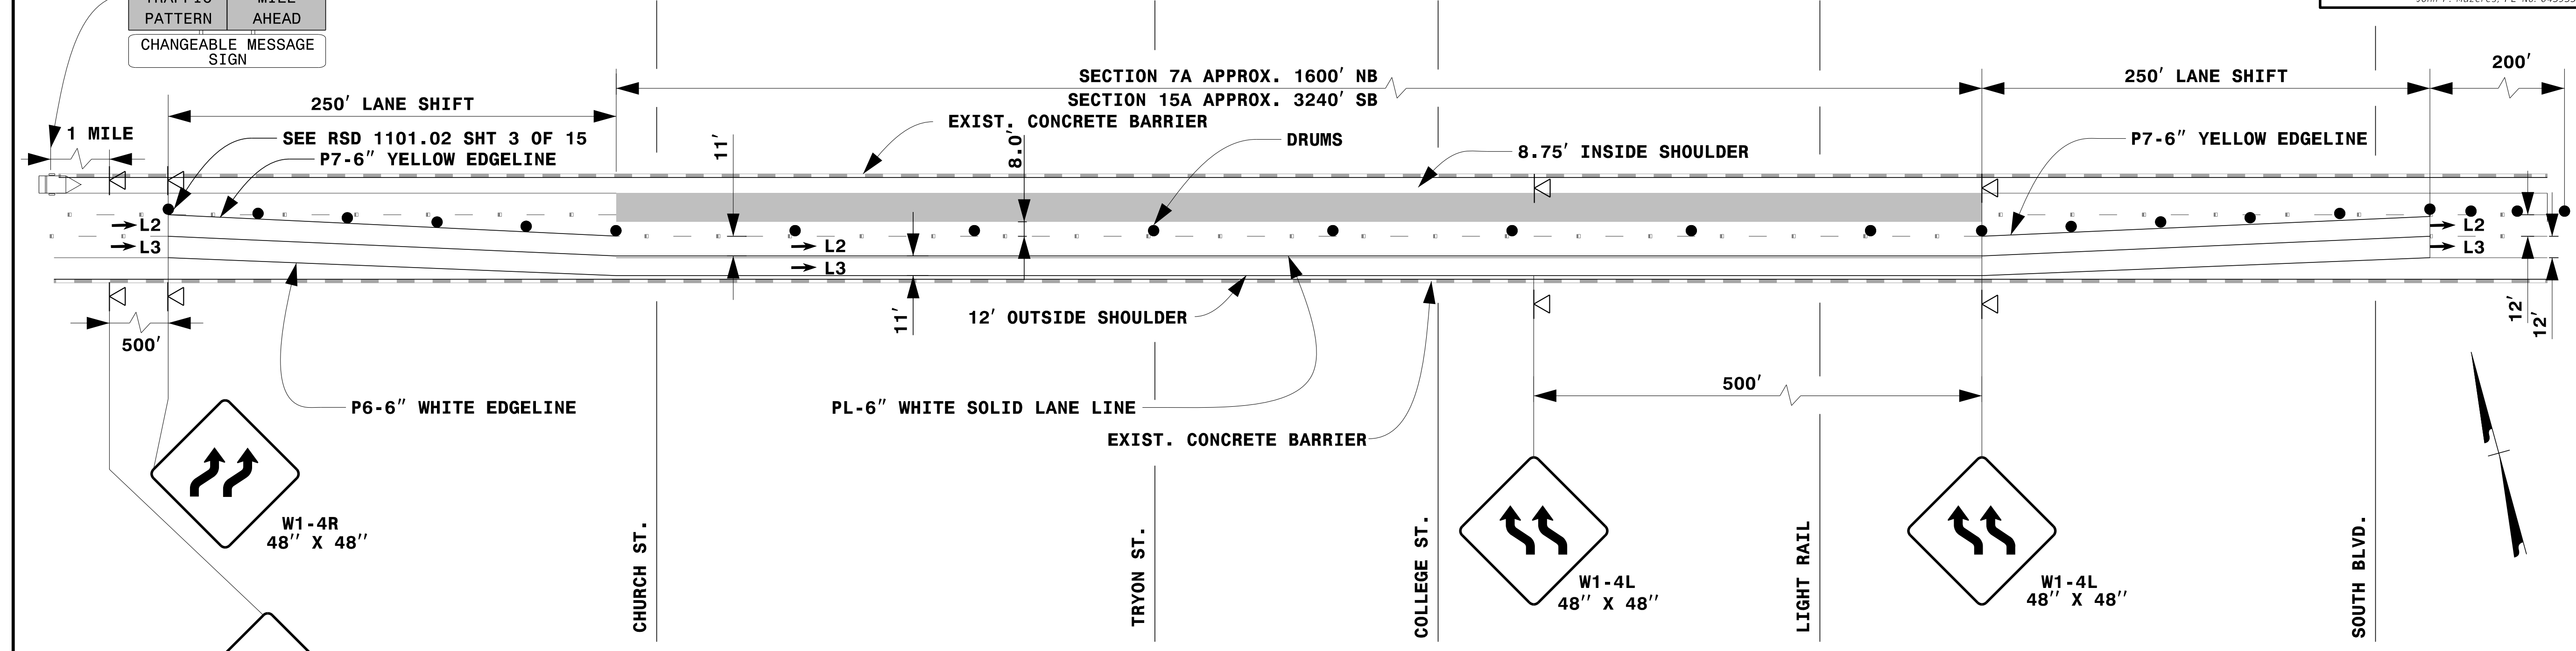 PATTERN
MILE
AHEAD
CHANGEABLE MESSAGE
SIGN
SECTION 7A APPROX. 1600' NB
SECTION 15A APPROX. 3240' SB
250' LANE SHIFT
200'
250' LANE SHIFT
1 MILE
SEE RSD 1101.02 SHT 3 OF 15
P7-6" YELLOW EDGELINE
EXIST. CONCRETE BARRIER
11'
8.0'
DRUMS
8.75' INSIDE SHOULDER
P7-6" YELLOW EDGELINE
L2
L3
L2
L3
L2
L3
11'
12' OUTSIDE SHOULDER
12'
12'
500'
500'
P6-6" WHITE EDGELINE
PL-6" WHITE SOLID LANE LINE
EXIST. CONCRETE BARRIER
W1-4R
48'' X 48''
W1-4L
48'' X 48''
W1-4L
48'' X 48''
CHURCH ST.
TRYON ST.
COLLEGE ST.
LIGHT RAIL
SOUTH BLVD.